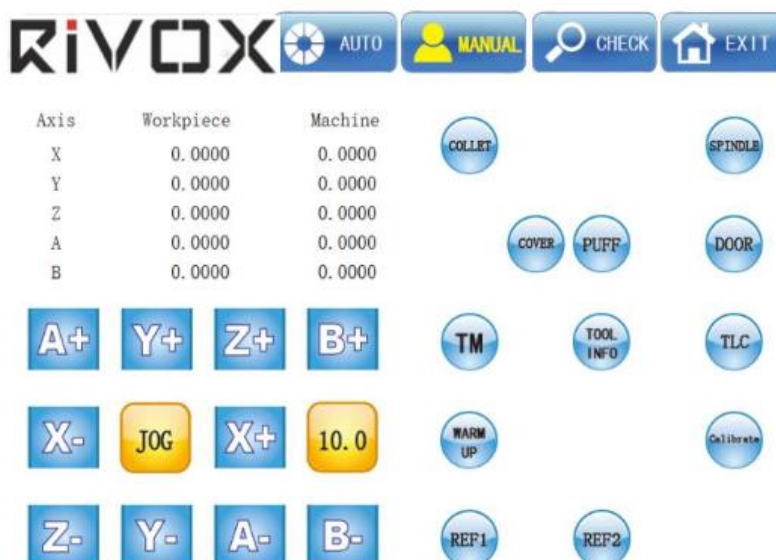 RiVOX AUTO MANUAL CHECK EXIT
Axis Workpiece Machine
X 0.0000 0.0000
Y 0.0000 0.0000
Z 0.0000 0.0000
A 0.0000 0.0000
B 0.0000 0.0000
COLLET SPINDLE
COVER PUFF DOOR
A+ Y+ Z+ B+
TM
TOOL
INFO
TLC
X- JOG X+ 10.0
WARM
UP
Calibrate
Z- Y- A- B-
REF1 REF2